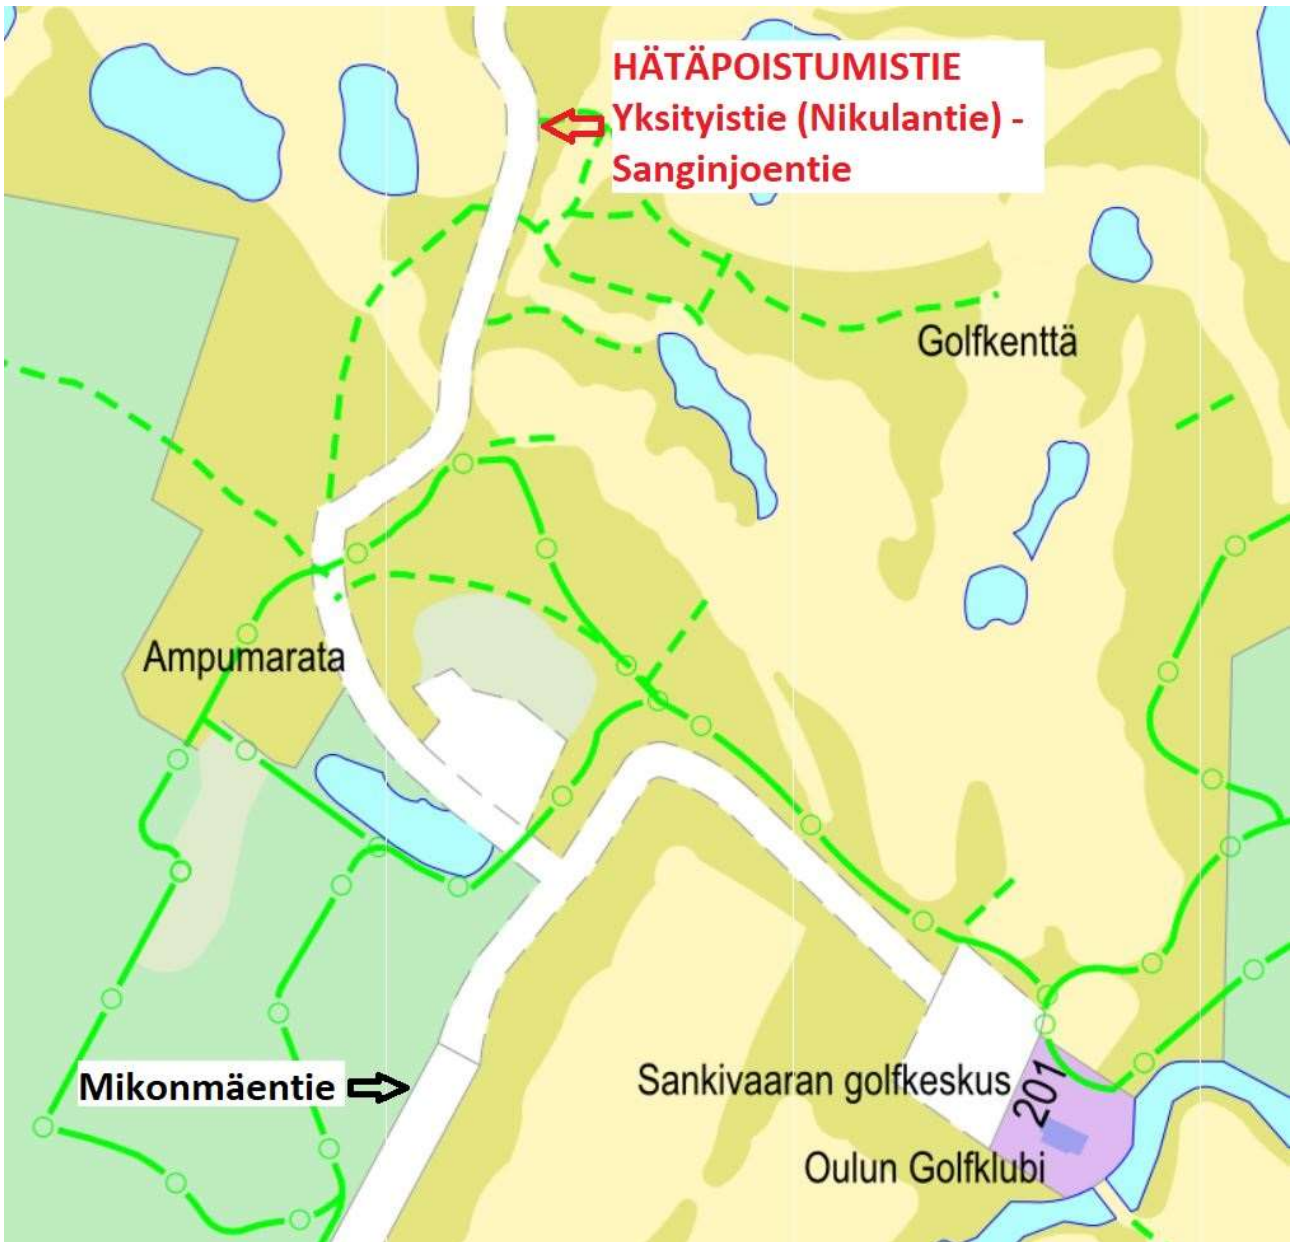 HÄTÄPOISTUMISTIE
Yksityistie (Nikulantie) -
Sanginjoentie
Golfkenttä
Ampumarata
Mikonmäentie
Sankivaaran golfkeskus
201
Oulun Golfklubi